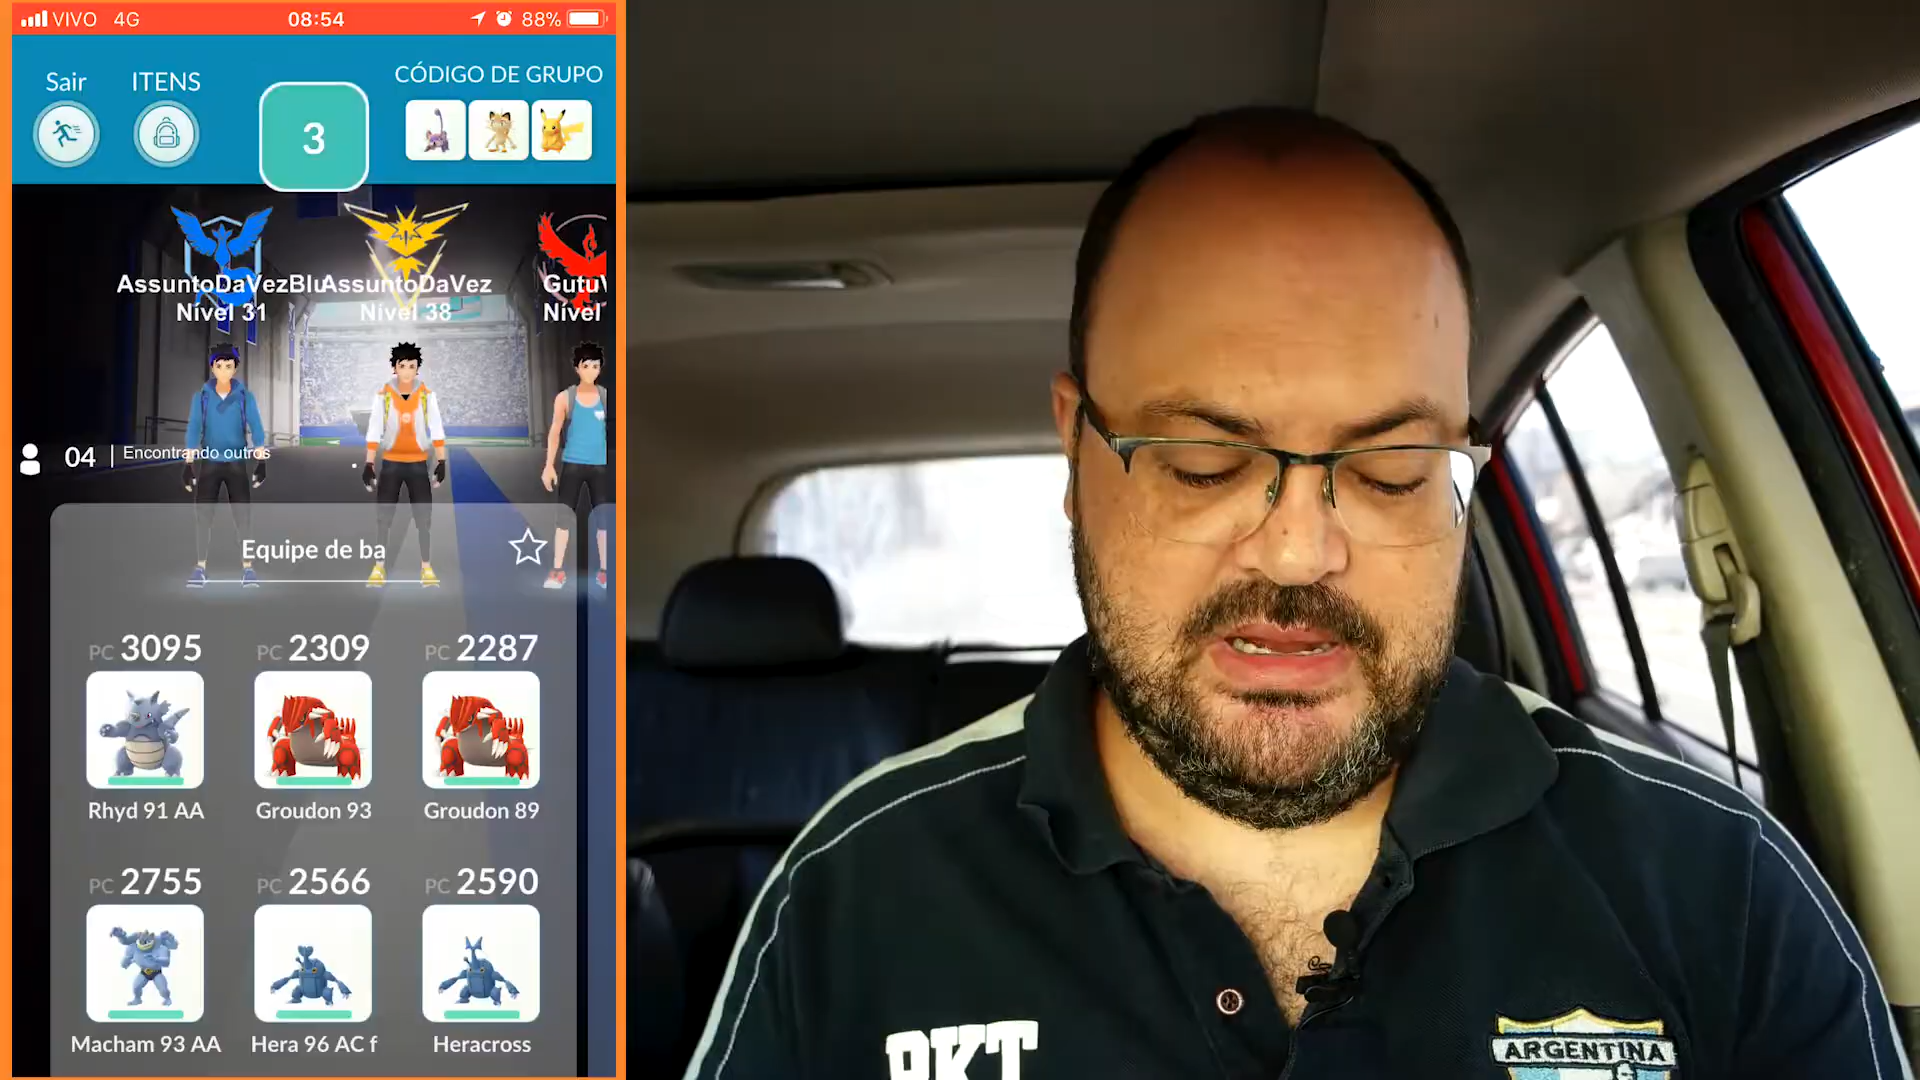 VIVO 4G 08:54 88%
Sair ITENS CÓDIGO DE GRUPO
3
AssuntoDaVezBlu AssuntoDaVez Gutu
Nível 31 Nível 38 Nível
04 | Encontrando outros
Equipe de ba
PC 3095 PC 2309 PC 2287
Rhyd 91 AA Groudon 93 Groudon 89
PC 2755 PC 2566 PC 2590
Macham 93 AA Hera 96 AC f Heracross
PKT
ARGENTINA